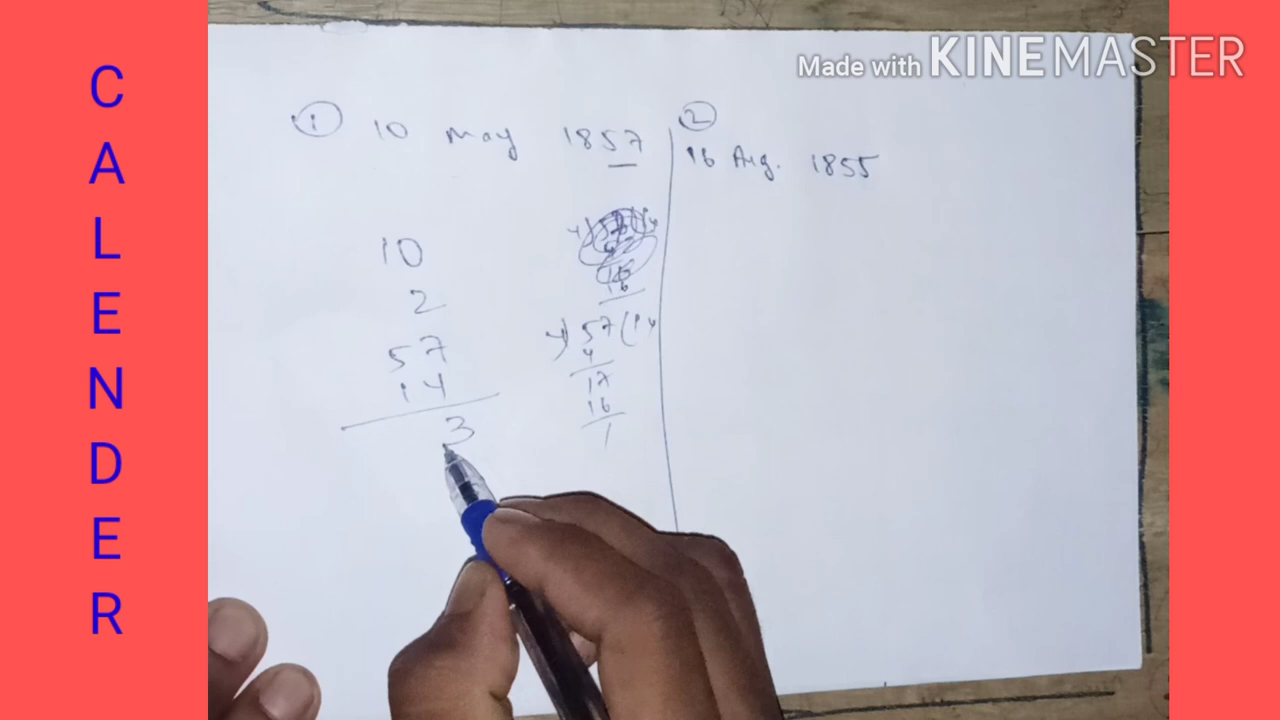 C
A
L
E
N
D
E
R
Made with KINEMASTER
① 10 May 1857
10
2
57
14
3
4) 57 (14
4
17
16
1
②
16 Aug. 1855